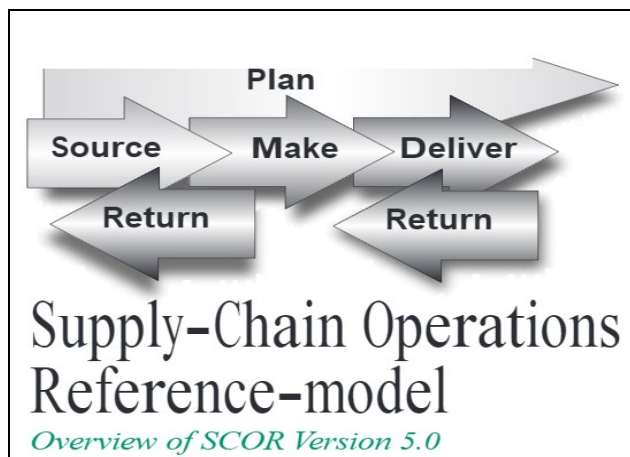 Plan
Source Make Deliver
Return Return
Supply-Chain Operations
Reference-model
Overview of SCOR Version 5.0